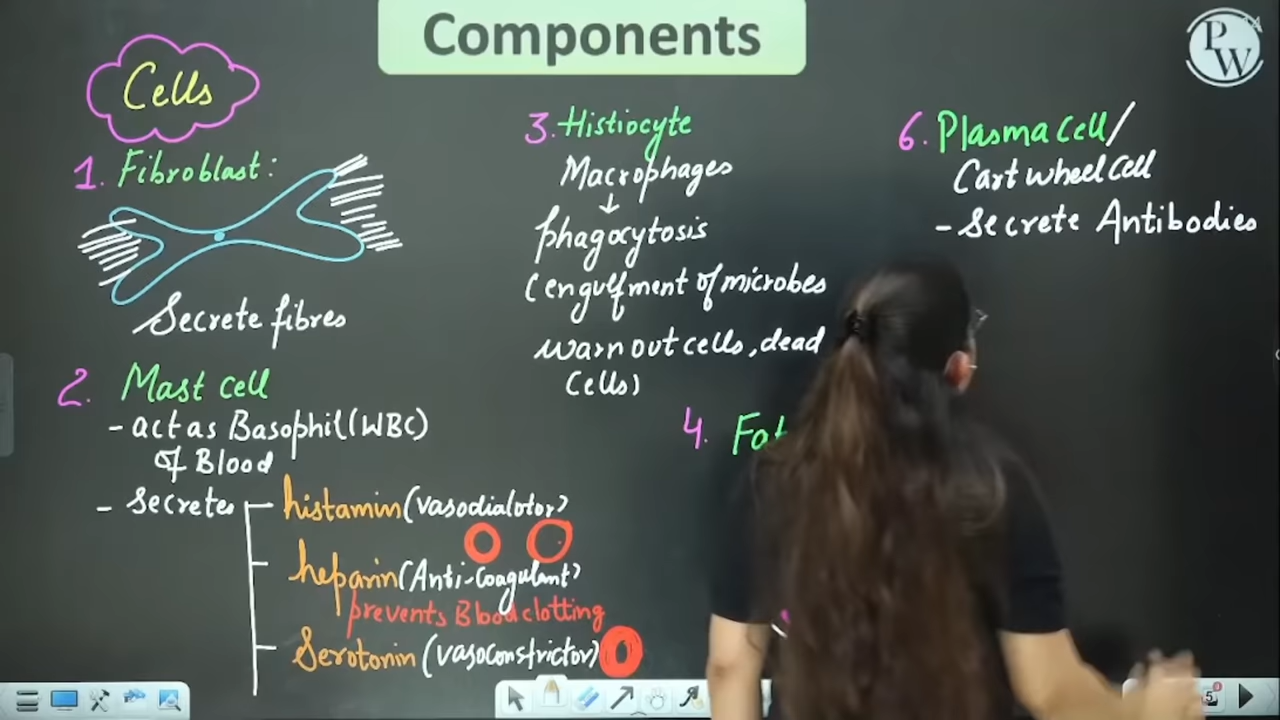 Components
PW
Cells
1. Fibroblast:
Secrete fibres
2. Mast cell
- act as Basophil (WBC)
of Blood
- secretes
histamin (vasodialotor)
heparin (Anti-coagulant)
prevents Blood clotting
Serotonin (vasoconstrictor)
3. Histiocyte
Macrophages
↓
phagocytosis
(engulfment of microbes
warn out cells, dead
cells)
4. Fat
6. Plasma Cell/
Cart wheel cell
- secrete Antibodies